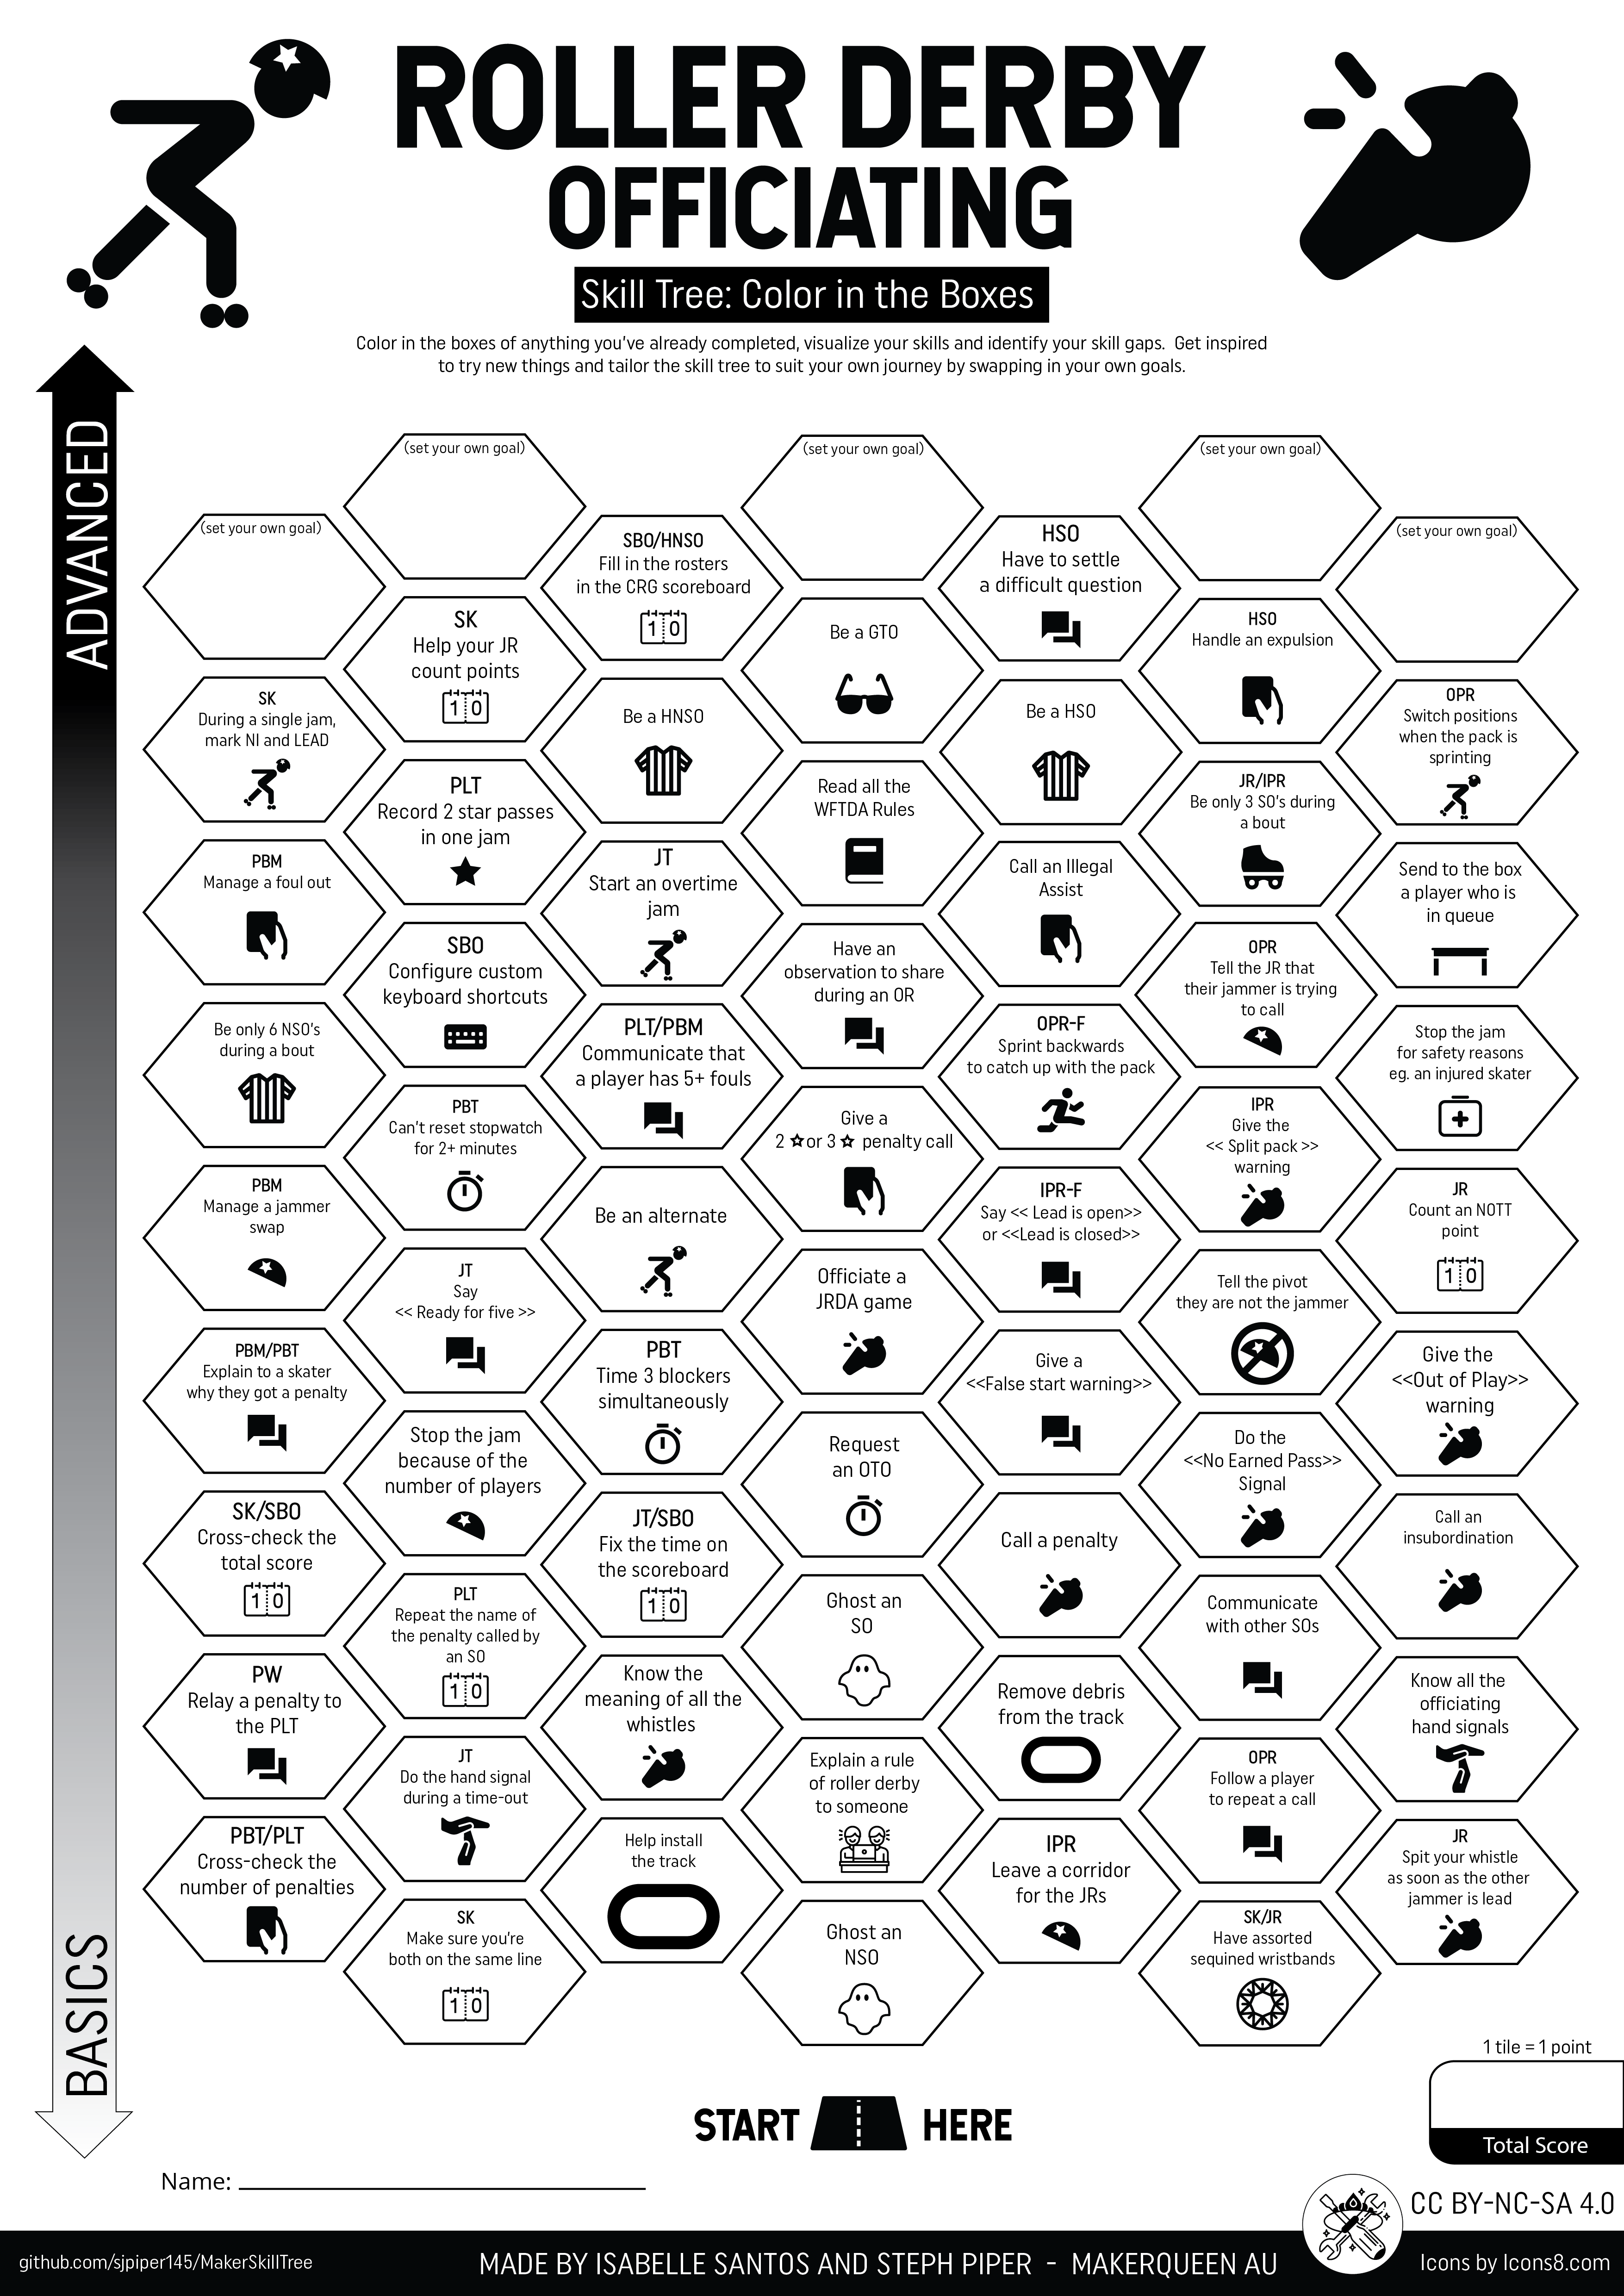 ROLLER DERBY
OFFICIATING
Skill Tree: Color in the Boxes
Color in the boxes of anything you've already completed, visualize your skills and identify your skill gaps. Get inspired
to try new things and tailor the skill tree to suit your own journey by swapping in your own goals.
ADVANCED
BASICS
(set your own goal)
(set your own goal)
(set your own goal)
(set your own goal)
(set your own goal)
SBO/HNSO
Fill in the rosters
in the CRG scoreboard
1 0
HSO
Have to settle
a difficult question
SK
Help your JR
count points
1 0
Be a GTO
HSO
Handle an expulsion
SK
During a single jam,
mark NI and LEAD
Be a HNSO
Be a HSO
OPR
Switch positions
when the pack is
sprinting
PLT
Record 2 star passes
in one jam
Read all the
WFTDA Rules
JR/IPR
Be only 3 SO's during
a bout
PBM
Manage a foul out
JT
Start an overtime
jam
Call an Illegal
Assist
Send to the box
a player who is
in queue
SBO
Configure custom
keyboard shortcuts
Have an
observation to share
during an OR
OPR
Tell the JR that
their jammer is trying
to call
Be only 6 NSO's
during a bout
PLT/PBM
Communicate that
a player has 5+ fouls
OPR-F
Sprint backwards
to catch up with the pack
Stop the jam
for safety reasons
eg. an injured skater
PBT
Can't reset stopwatch
for 2+ minutes
Give a
2 ☆ or 3 ☆ penalty call
IPR
Give the
<< Split pack >>
warning
PBM
Manage a jammer
swap
Be an alternate
IPR-F
Say << Lead is open>>
or <<Lead is closed>>
JR
Count an NOTT
point
1 0
JT
Say
<< Ready for five >>
Officiate a
JRDA game
Tell the pivot
they are not the jammer
PBM/PBT
Explain to a skater
why they got a penalty
PBT
Time 3 blockers
simultaneously
Give a
<<False start warning>>
Give the
<<Out of Play>>
warning
Stop the jam
because of the
number of players
Request
an OTO
Do the
<<No Earned Pass>>
Signal
SK/SBO
Cross-check the
total score
1 0
JT/SBO
Fix the time on
the scoreboard
1 0
Call a penalty
Call an
insubordination
PLT
Repeat the name of
the penalty called by
an SO
1 0
Ghost an
SO
Communicate
with other SOs
PW
Relay a penalty to
the PLT
Know the
meaning of all the
whistles
Remove debris
from the track
Know all the
officiating
hand signals
JT
Do the hand signal
during a time-out
Explain a rule
of roller derby
to someone
OPR
Follow a player
to repeat a call
PBT/PLT
Cross-check the
number of penalties
Help install
the track
IPR
Leave a corridor
for the JRs
JR
Spit your whistle
as soon as the other
jammer is lead
SK
Make sure you're
both on the same line
1 0
Ghost an
NSO
SK/JR
Have assorted
sequined wristbands
1 tile = 1 point
Total Score
START HERE
Name:
CC BY-NC-SA 4.0
github.com/sjpiper145/MakerSkillTree
MADE BY ISABELLE SANTOS AND STEPH PIPER - MAKERQUEEN AU
Icons by Icons8.com